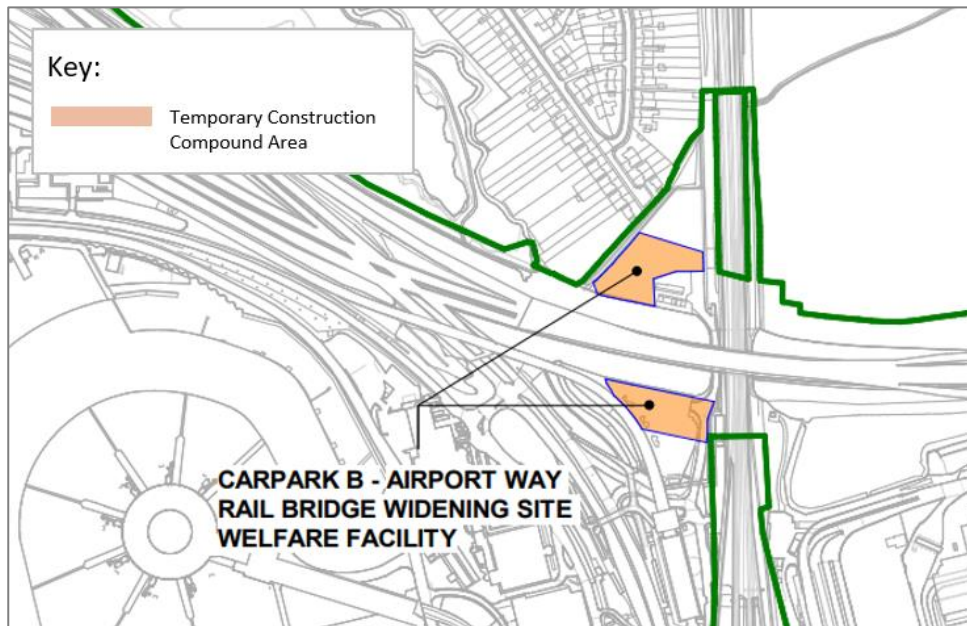 Key:
Temporary Construction
Compound Area
CARPARK B - AIRPORT WAY
RAIL BRIDGE WIDENING SITE
WELFARE FACILITY